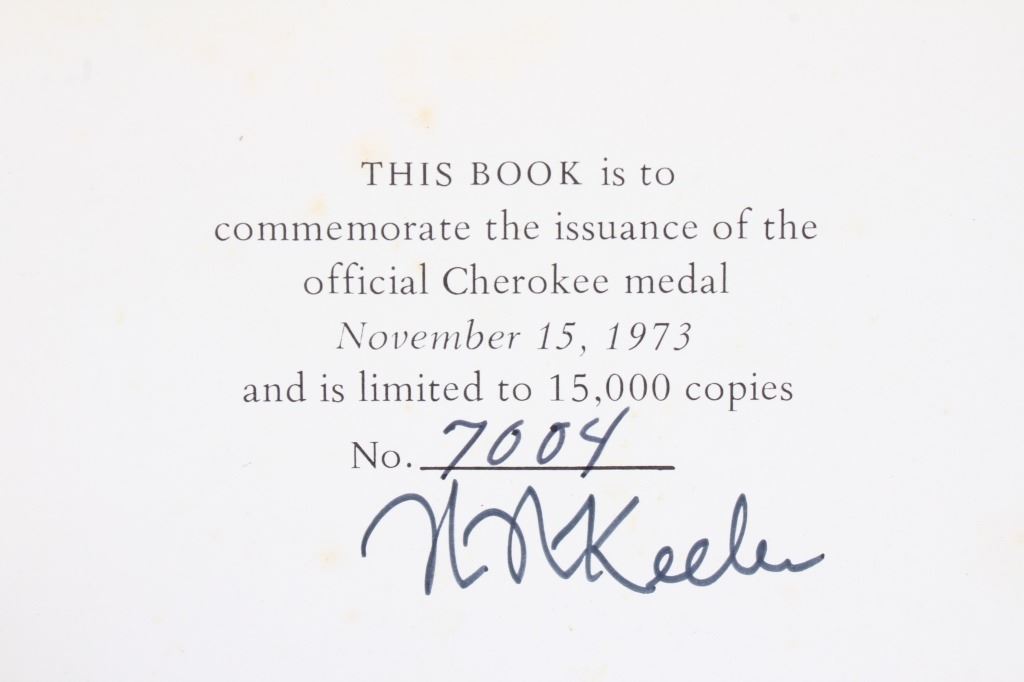 THIS BOOK is to
commemorate the issuance of the
official Cherokee medal
November 15, 1973
and is limited to 15,000 copies
No. 7004
W W Keeler